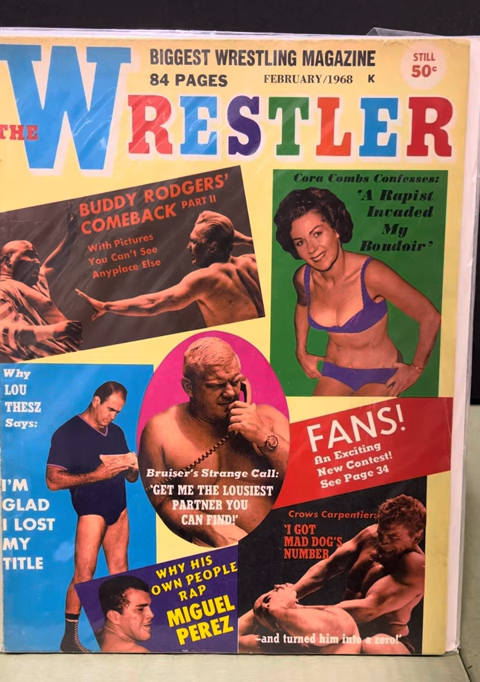 BIGGEST WRESTLING MAGAZINE
84 PAGES FEBRUARY/1968 K
STILL
50¢
THE WRESTLER
BUDDY RODGERS'
COMEBACK PART II
With Pictures
You Can't See
Anyplace Else
Cora Combs Confesses:
'A Rapist
Invaded
My
Boudoir'
Why
LOU
THESZ
Says:
I'M
GLAD
I LOST
MY
TITLE
Bruiser's Strange Call:
'GET ME THE LOUSIEST
PARTNER YOU
CAN FIND!'
FANS!
An Exciting
New Contest!
See Page 34
Crows Carpentier:
'I GOT
MAD DOG'S
NUMBER
—and turned him into a zero!'
WHY HIS
OWN PEOPLE
RAP
MIGUEL
PEREZ